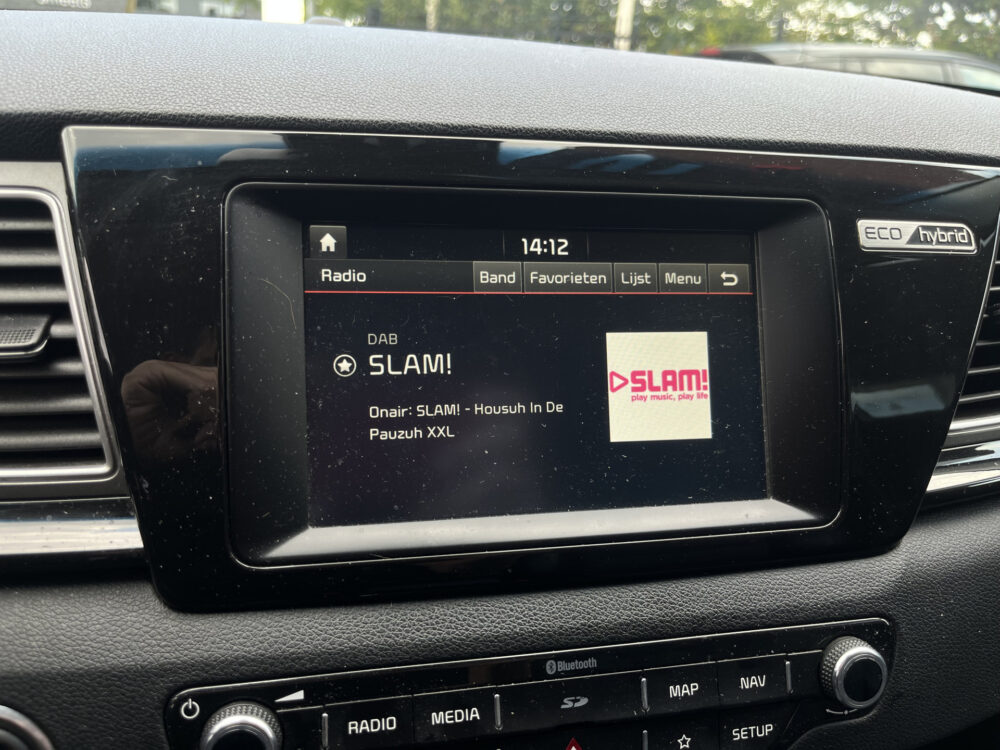 14:12
ECO hybrid
Radio
Band Favorieten Lijst Menu
DAB
SLAM!
SLAM!
play music, play life
Onair: SLAM! - Housuh In De
Pauzuh XXL
Bluetooth
RADIO MEDIA SD MAP NAV
SETUP